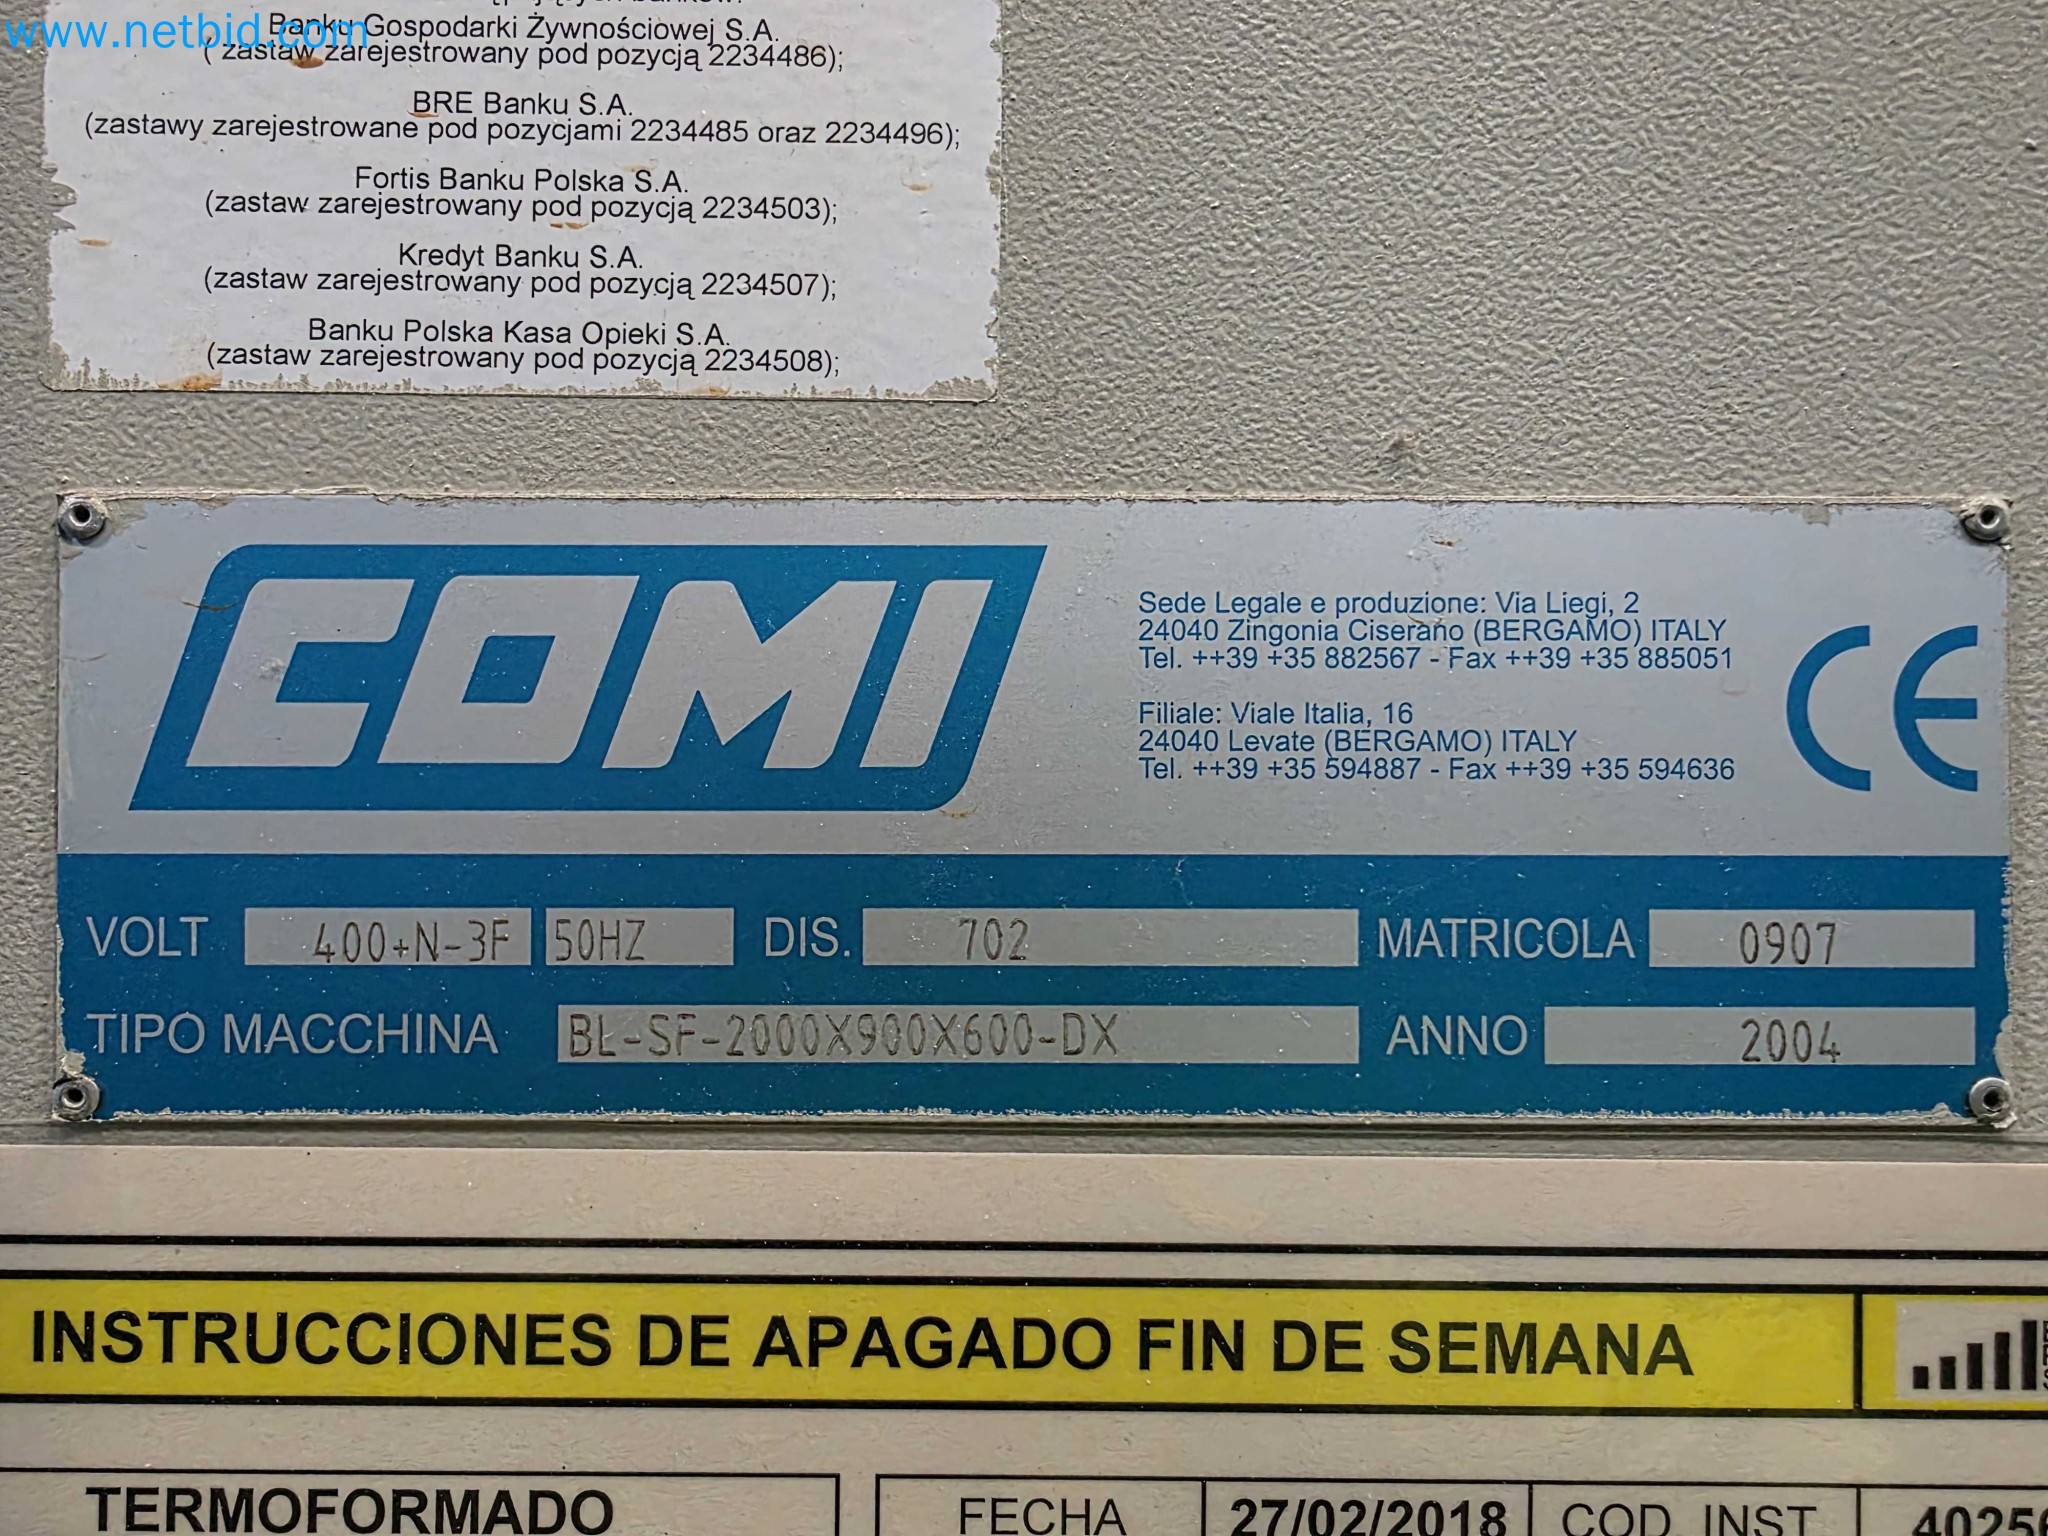 www.netbid.com
Banku Gospodarki Żywnościowej S.A.
( zastaw zarejestrowany pod pozycją 2234486);
BRE Banku S.A.
(zastawy zarejestrowane pod pozycjami 2234485 oraz 2234496);
Fortis Banku Polska S.A.
(zastaw zarejestrowany pod pozycją 2234503);
Kredyt Banku S.A.
(zastaw zarejestrowany pod pozycją 2234507);
Banku Polska Kasa Opieki S.A.
(zastaw zarejestrowany pod pozycją 2234508);
COMI
Sede Legale e produzione: Via Liegi, 2
24040 Zingonia Ciserano (BERGAMO) ITALY
Tel. ++39 +35 882567 - Fax ++39 +35 885051
Filiale: Viale Italia, 16
24040 Levate (BERGAMO) ITALY
Tel. ++39 +35 594887 - Fax ++39 +35 594636
CE
VOLT 400+N-3F 50HZ DIS. 702 MATRICOLA 0907
TIPO MACCHINA BL-SF-2000X900X600-DX ANNO 2004
INSTRUCCIONES DE APAGADO FIN DE SEMANA
TERMOFORMADO FECHA 27/02/2018 COD. INST